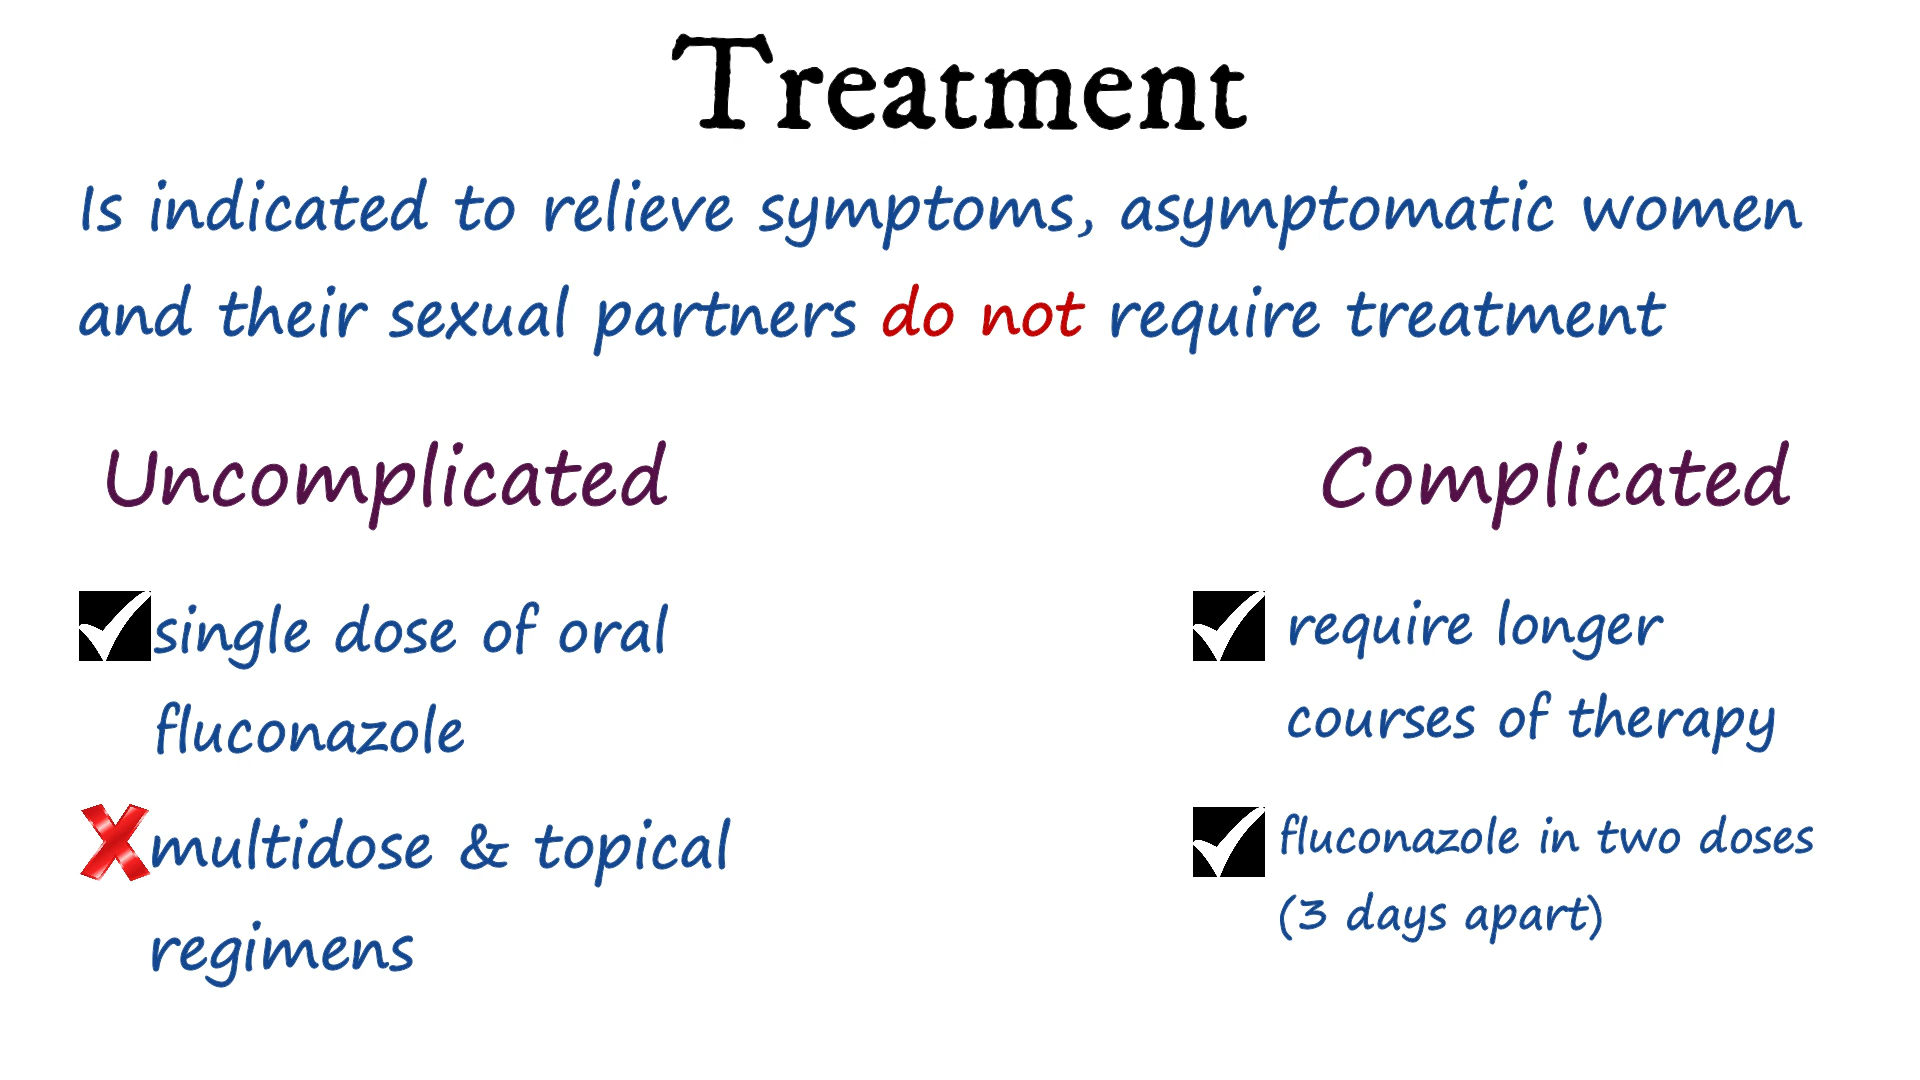 Treatment
Is indicated to relieve symptoms, asymptomatic women
and their sexual partners do not require treatment
Uncomplicated
single dose of oral
fluconazole
multidose & topical
regimens
Complicated
require longer
courses of therapy
fluconazole in two doses
(3 days apart)